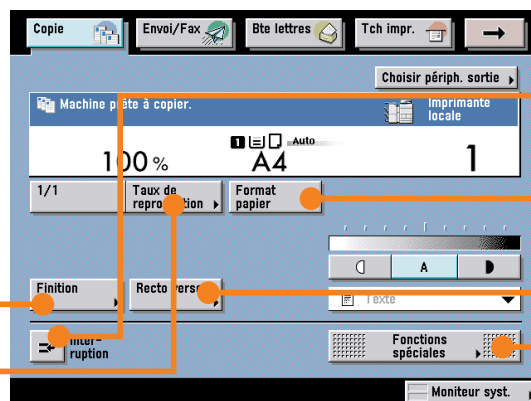 Copie Envoi/Fax Bte lettres Tch impr.
Choisir périph. sortie
Machine prête à copier. Imprimante
locale
100 % 1 Auto A4 1
1/1 Taux de
reproduction Format
papier
A
Finition Recto verso
Texte
Inter-
ruption Fonctions
spéciales
Moniteur syst.